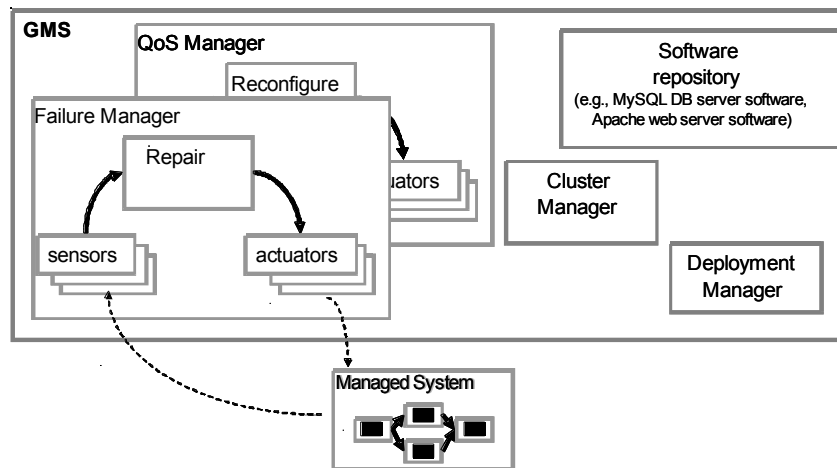 GMS
QoS Manager
Reconfigure
Failure Manager
Repair
uators
sensors
actuators
Software
repository
(e.g., MySQL DB server software,
Apache web server software)
Cluster
Manager
Deployment
Manager
Managed System